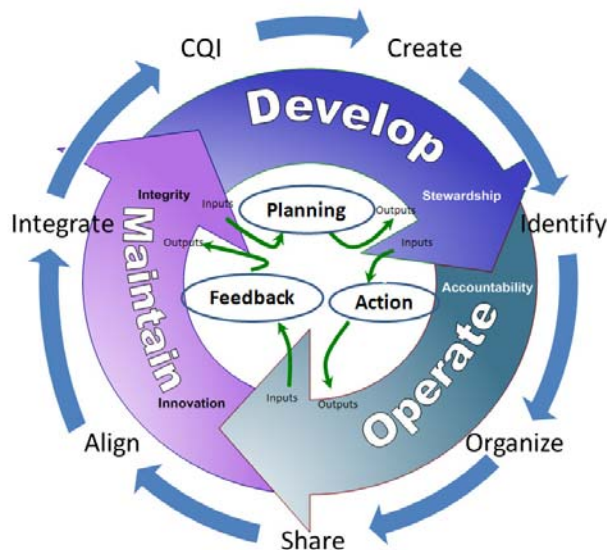 CQI
Create
Develop
Integrity
Inputs
Planning
Outputs
Stewardship
Integrate
Identify
Outputs
Inputs
Maintain
Feedback
Action
Accountability
Operate
Innovation
Inputs
Outputs
Align
Organize
Share